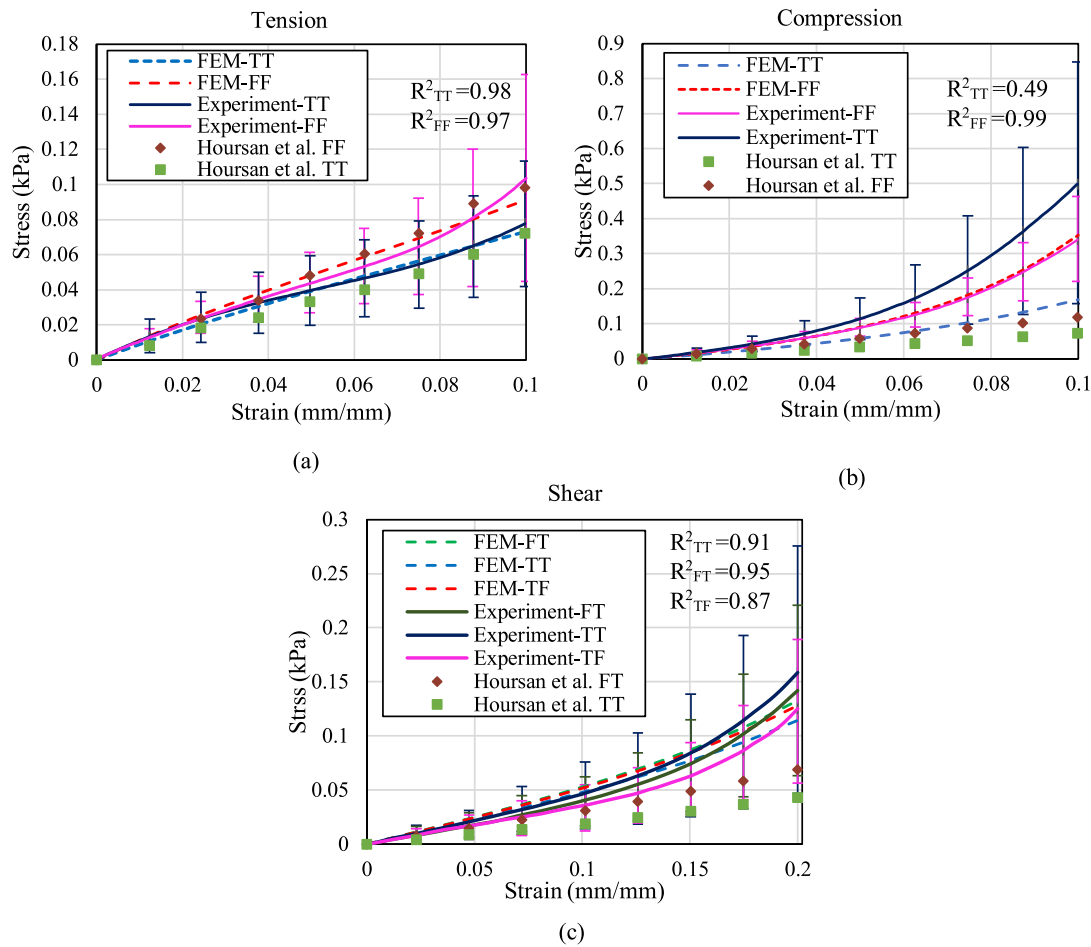 Tension
0.18
0.16
0.14
0.12
0.1
0.08
0.06
0.04
0.02
0
Stress (kPa)
FEM-TT
FEM-FF
Experiment-TT
Experiment-FF
Hoursan et al. FF
Hoursan et al. TT
R²TT=0.98
R²FF=0.97
0 0.02 0.04 0.06 0.08 0.1
Strain (mm/mm)
(a)
Compression
0.9
0.8
0.7
0.6
0.5
0.4
0.3
0.2
0.1
0
Stress (kPa)
FEM-TT
FEM-FF
Experiment-FF
Experiment-TT
Hoursan et al. TT
Hoursan et al. FF
R²TT=0.49
R²FF=0.99
0 0.02 0.04 0.06 0.08 0.1
Strain (mm/mm)
(b)
Shear
0.3
0.25
0.2
0.15
0.1
0.05
0
Strss (kPa)
FEM-FT
FEM-TT
FEM-TF
Experiment-FT
Experiment-TT
Experiment-TF
Hoursan et al. FT
Hoursan et al. TT
R²TT=0.91
R²FT=0.95
R²TF=0.87
0 0.05 0.1 0.15 0.2
Strain (mm/mm)
(c)